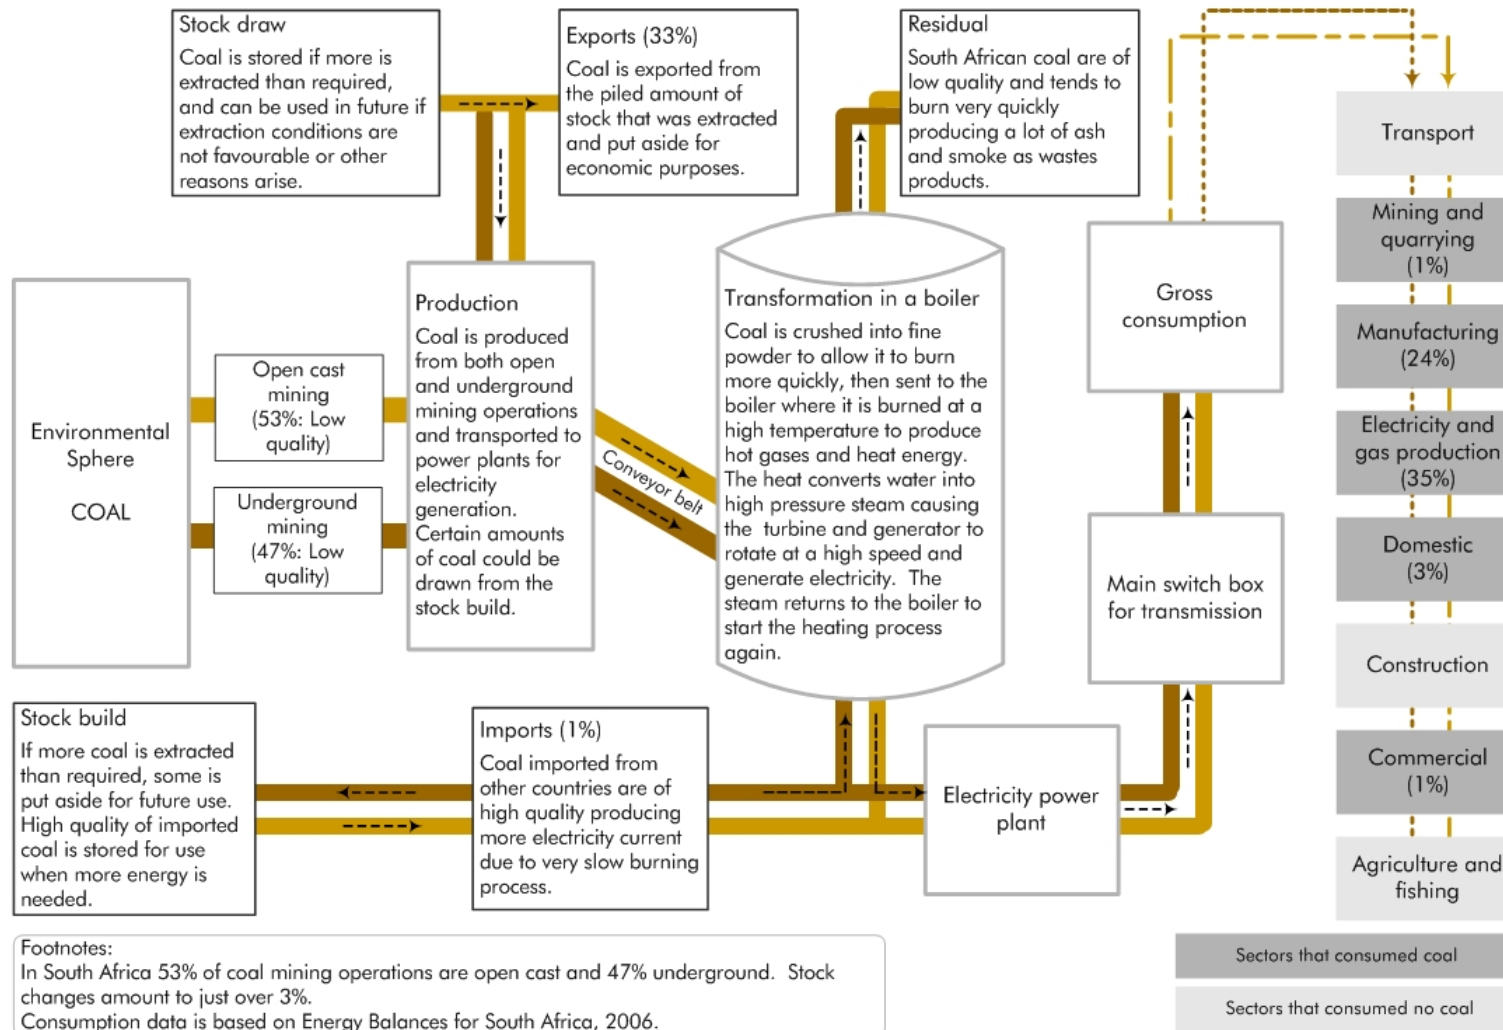 Stock draw
Coal is stored if more is
extracted than required,
and can be used in future if
extraction conditions are
not favourable or other
reasons arise.
Exports (33%)
Coal is exported from
the piled amount of
stock that was extracted
and put aside for
economic purposes.
Residual
South African coal are of
low quality and tends to
burn very quickly
producing a lot of ash
and smoke as wastes
products.
Environmental
Sphere
COAL
Open cast
mining
(53%: Low
quality)
Underground
mining
(47%: Low
quality)
Production
Coal is produced
from both open
and underground
mining operations
and transported to
power plants for
electricity
generation.
Certain amounts
of coal could be
drawn from the
stock build.
Conveyor belt
Transformation in a boiler
Coal is crushed into fine
powder to allow it to burn
more quickly, then sent to the
boiler where it is burned at a
high temperature to produce
hot gases and heat energy.
The heat converts water into
high pressure steam causing
the turbine and generator to
rotate at a high speed and
generate electricity. The
steam returns to the boiler to
start the heating process
again.
Gross
consumption
Main switch box
for transmission
Electricity power
plant
Stock build
If more coal is extracted
than required, some is
put aside for future use.
High quality of imported
coal is stored for use
when more energy is
needed.
Imports (1%)
Coal imported from
other countries are of
high quality producing
more electricity current
due to very slow burning
process.
Transport
Mining and
quarrying
(1%)
Manufacturing
(24%)
Electricity and
gas production
(35%)
Domestic
(3%)
Construction
Commercial
(1%)
Agriculture and
fishing
Sectors that consumed coal
Sectors that consumed no coal
Footnotes:
In South Africa 53% of coal mining operations are open cast and 47% underground. Stock
changes amount to just over 3%.
Consumption data is based on Energy Balances for South Africa, 2006.